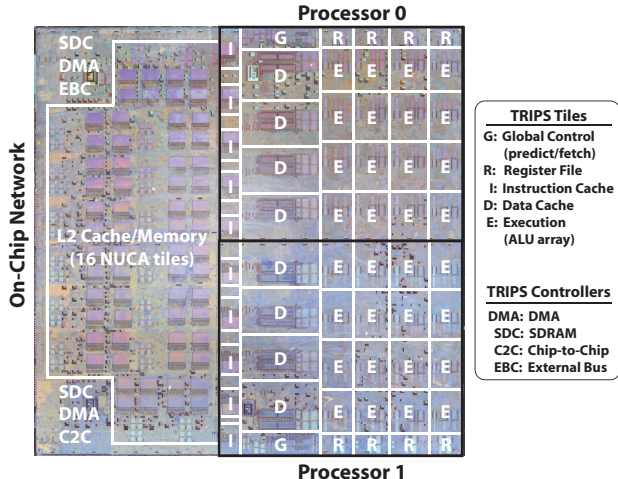 Processor 0
SDC
DMA
EBC
I G R R R R
D E E E E
I
D E E E E
I
D E E E E
I
D E E E E
I
On-Chip Network
L2 Cache/Memory
(16 NUCA tiles)
I
D E E E E
I
D E E E E
I
D E E E E
I
D E E E E
I G R R R R
SDC
DMA
C2C
Processor 1
TRIPS Tiles
G: Global Control
(predict/fetch)
R: Register File
I: Instruction Cache
D: Data Cache
E: Execution
(ALU array)
TRIPS Controllers
DMA: DMA
SDC: SDRAM
C2C: Chip-to-Chip
EBC: External Bus